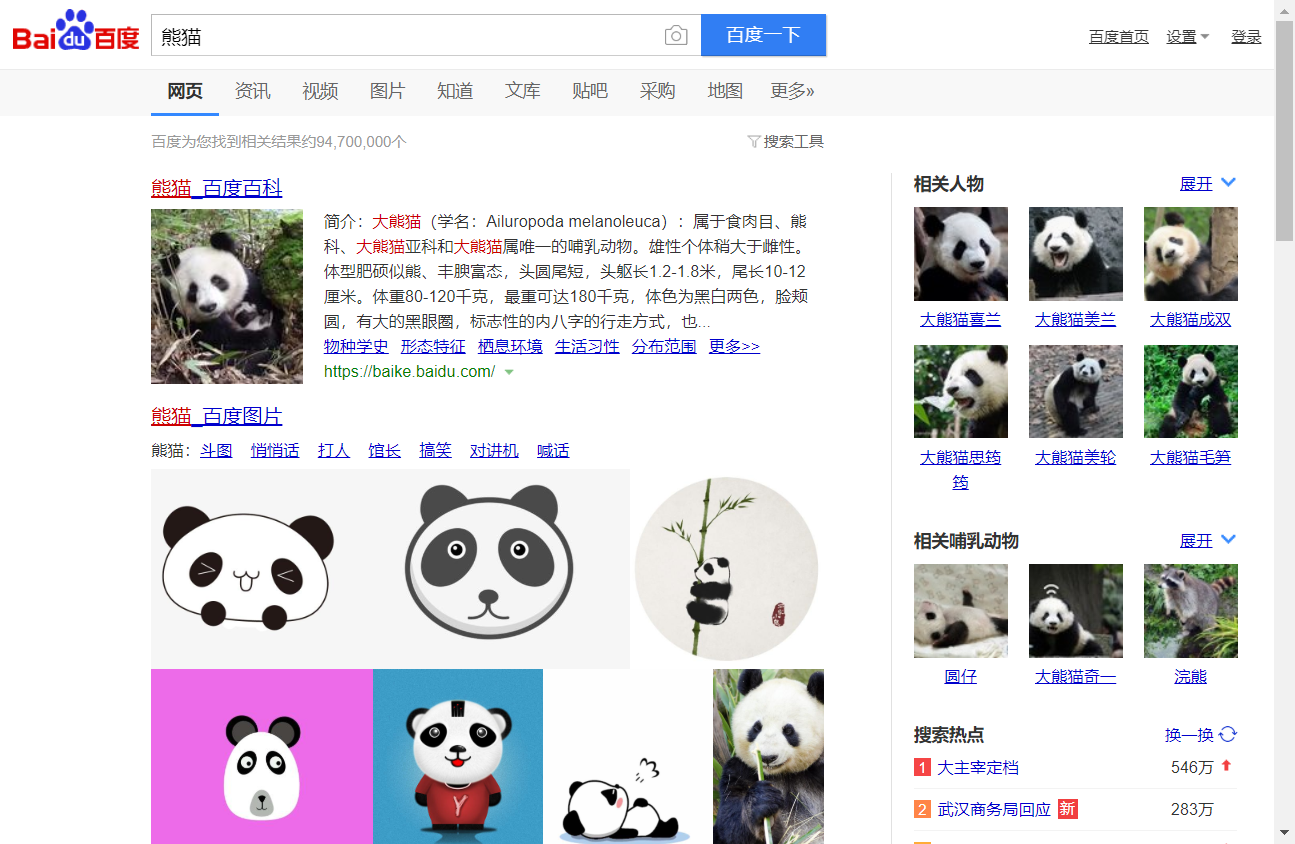 Bai du 百度
熊猫
百度一下
百度首页 设置 登录
网页 资讯 视频 图片 知道 文库 贴吧 采购 地图 更多»
百度为您找到相关结果约94,700,000个
搜索工具
熊猫_百度百科
简介：大熊猫（学名：Ailuropoda melanoleuca）：属于食肉目、熊
科、大熊猫亚科和大熊猫属唯一的哺乳动物。雄性个体稍大于雌性。
体型肥硕似熊、丰腴富态，头圆尾短，头躯长1.2-1.8米，尾长10-12
厘米。体重80-120千克，最重可达180千克，体色为黑白两色，脸颊
圆，有大的黑眼圈，标志性的内八字的行走方式，也...
物种学史 形态特征 栖息环境 生活习性 分布范围 更多>>
https://baike.baidu.com/
熊猫_百度图片
熊猫：斗图 悄悄话 打人 馆长 搞笑 对讲机 喊话
Y
相关人物 展开
大熊猫喜兰 大熊猫美兰 大熊猫成双
大熊猫思筠
筠
大熊猫美轮 大熊猫毛笋
相关哺乳动物 展开
圆仔 大熊猫奇一 浣熊
搜索热点 换一换
1 大主宰定档 546万
2 武汉商务局回应 新 283万